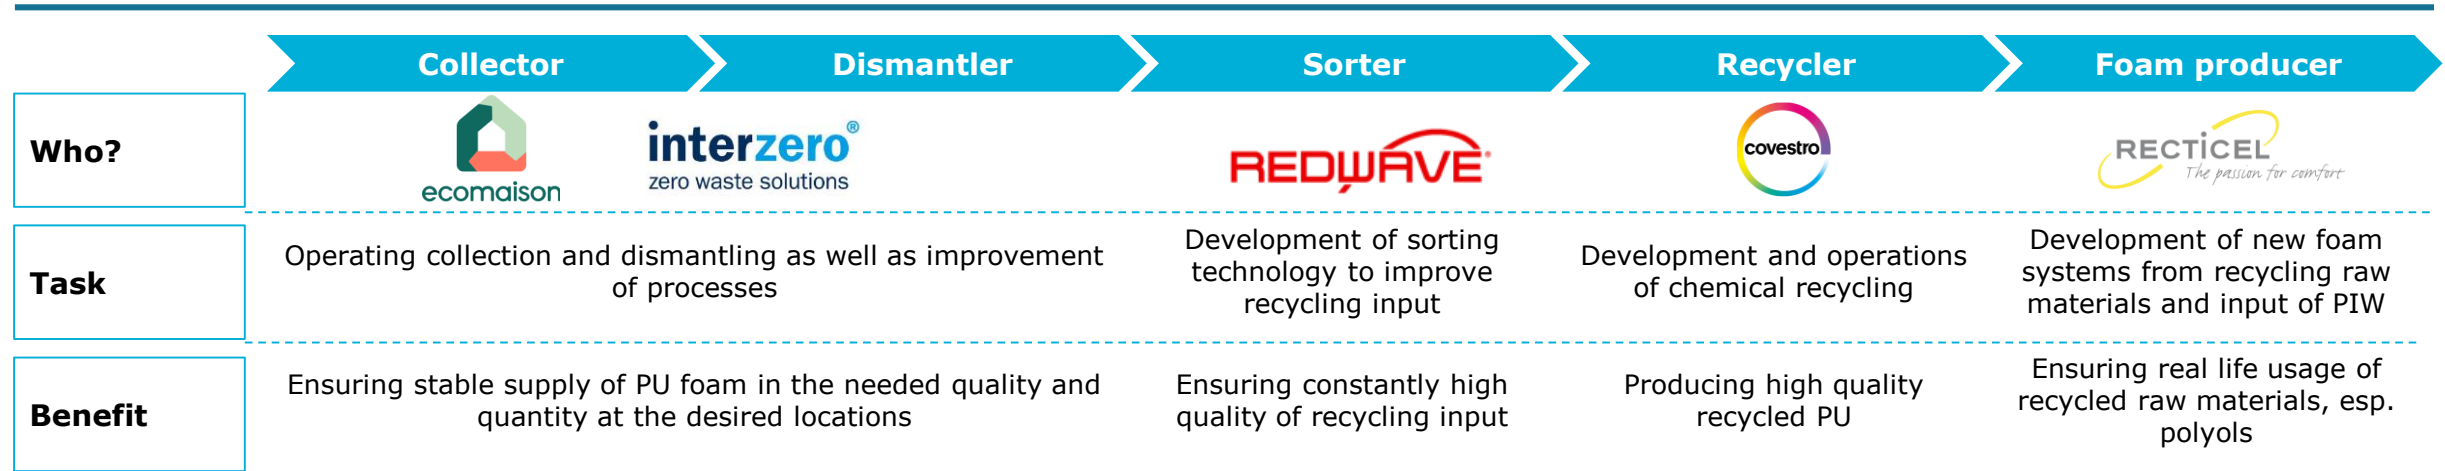 Collector
Dismantler
Sorter
Recycler
Foam producer
Who?
ecomaison
interzero®
zero waste solutions
REDWAVE
covestro
RECTICEL
The passion for comfort
Task
Operating collection and dismantling as well as improvement
of processes
Development of sorting
technology to improve
recycling input
Development and operations
of chemical recycling
Development of new foam
systems from recycling raw
materials and input of PIW
Benefit
Ensuring stable supply of PU foam in the needed quality and
quantity at the desired locations
Ensuring constantly high
quality of recycling input
Producing high quality
recycled PU
Ensuring real life usage of
recycled raw materials, esp.
polyols